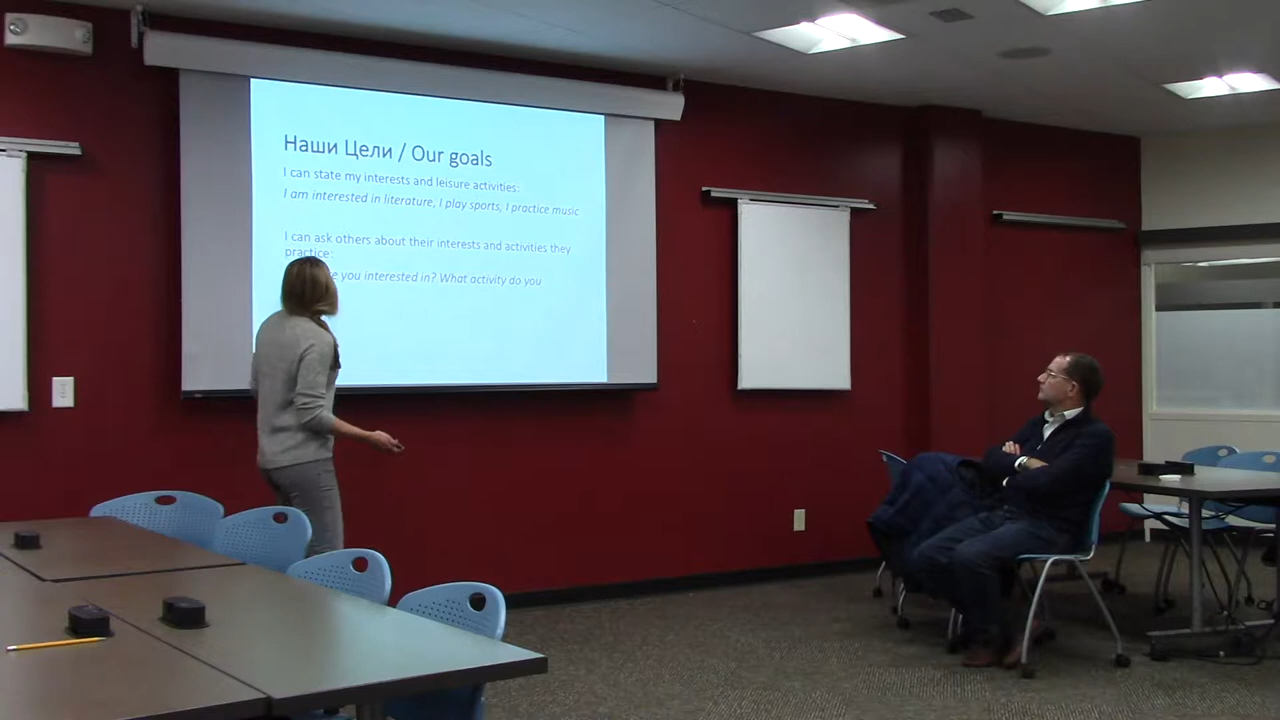 Наши Цели / Our goals
I can state my interests and leisure activities:
I am interested in literature, I play sports, I practice music
I can ask others about their interests and activities they
practice:
you interested in? What activity do you